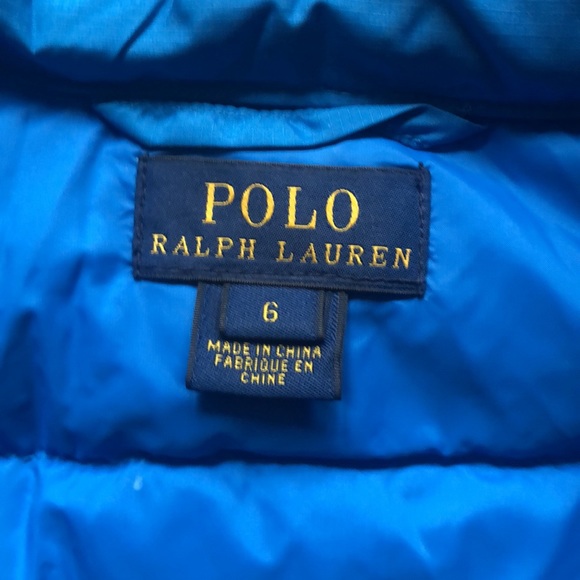 POLO
RALPH LAUREN
6
MADE IN CHINA
FABRIQUE EN
CHINE